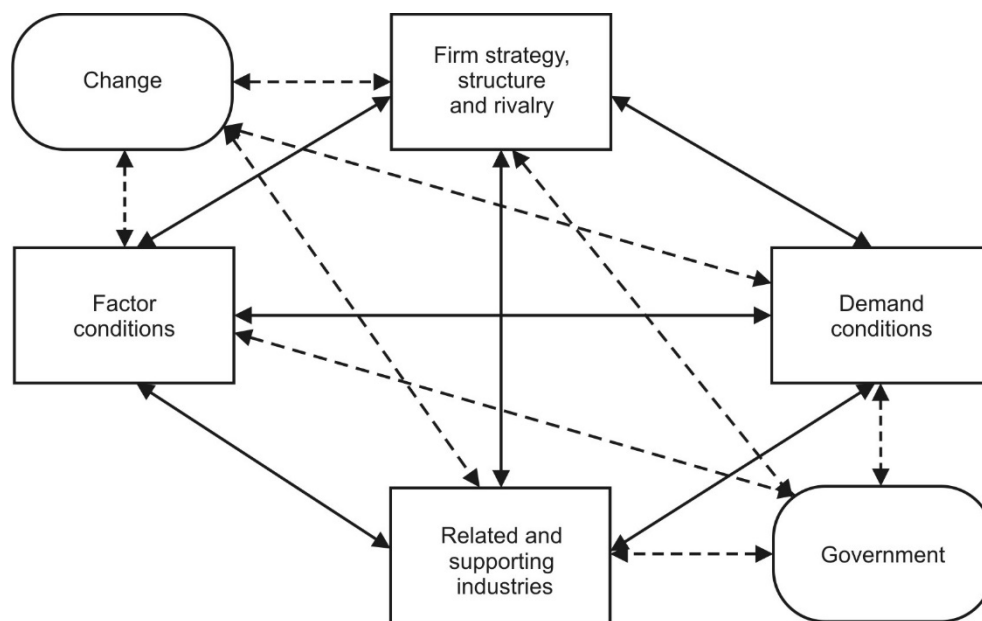 Change
Firm strategy,
structure
and rivalry
Factor
conditions
Demand
conditions
Related and
supporting
industries
Government